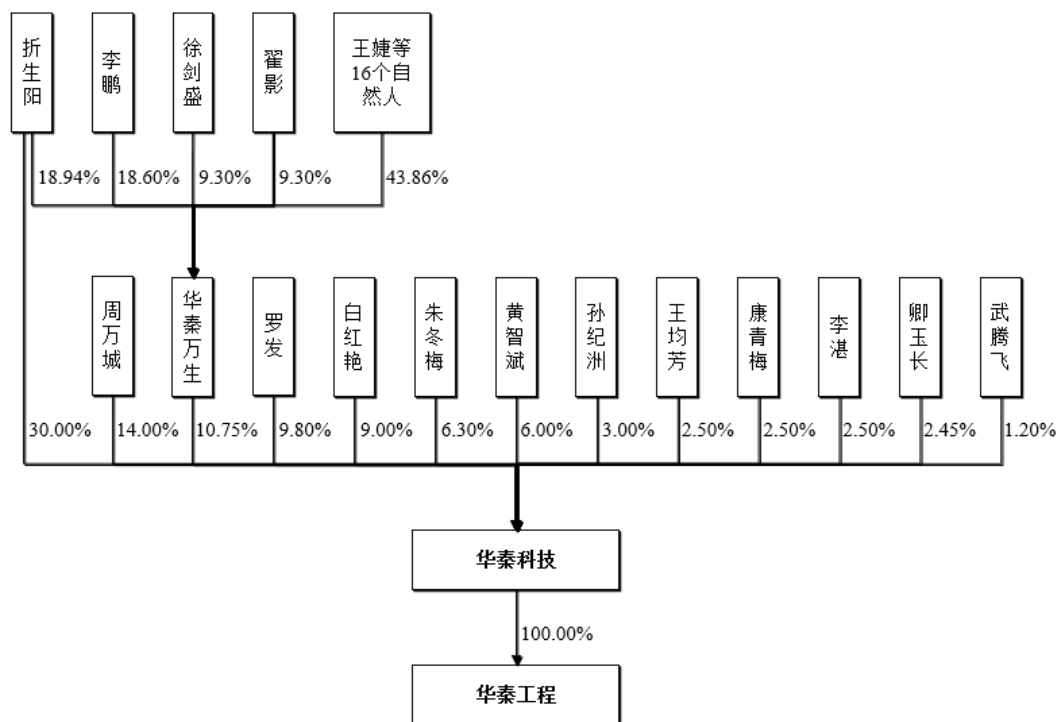 折生阳
李鹏
徐剑盛
翟影
王婕等
16个自
然人
18.94%
18.60%
9.30%
9.30%
43.86%
周万城
华秦万生
罗发
白红艳
朱冬梅
黄智斌
孙纪洲
王均芳
康青梅
李湛
卿玉长
武腾飞
30.00%
14.00%
10.75%
9.80%
9.00%
6.30%
6.00%
3.00%
2.50%
2.50%
2.50%
2.45%
1.20%
华秦科技
100.00%
华秦工程